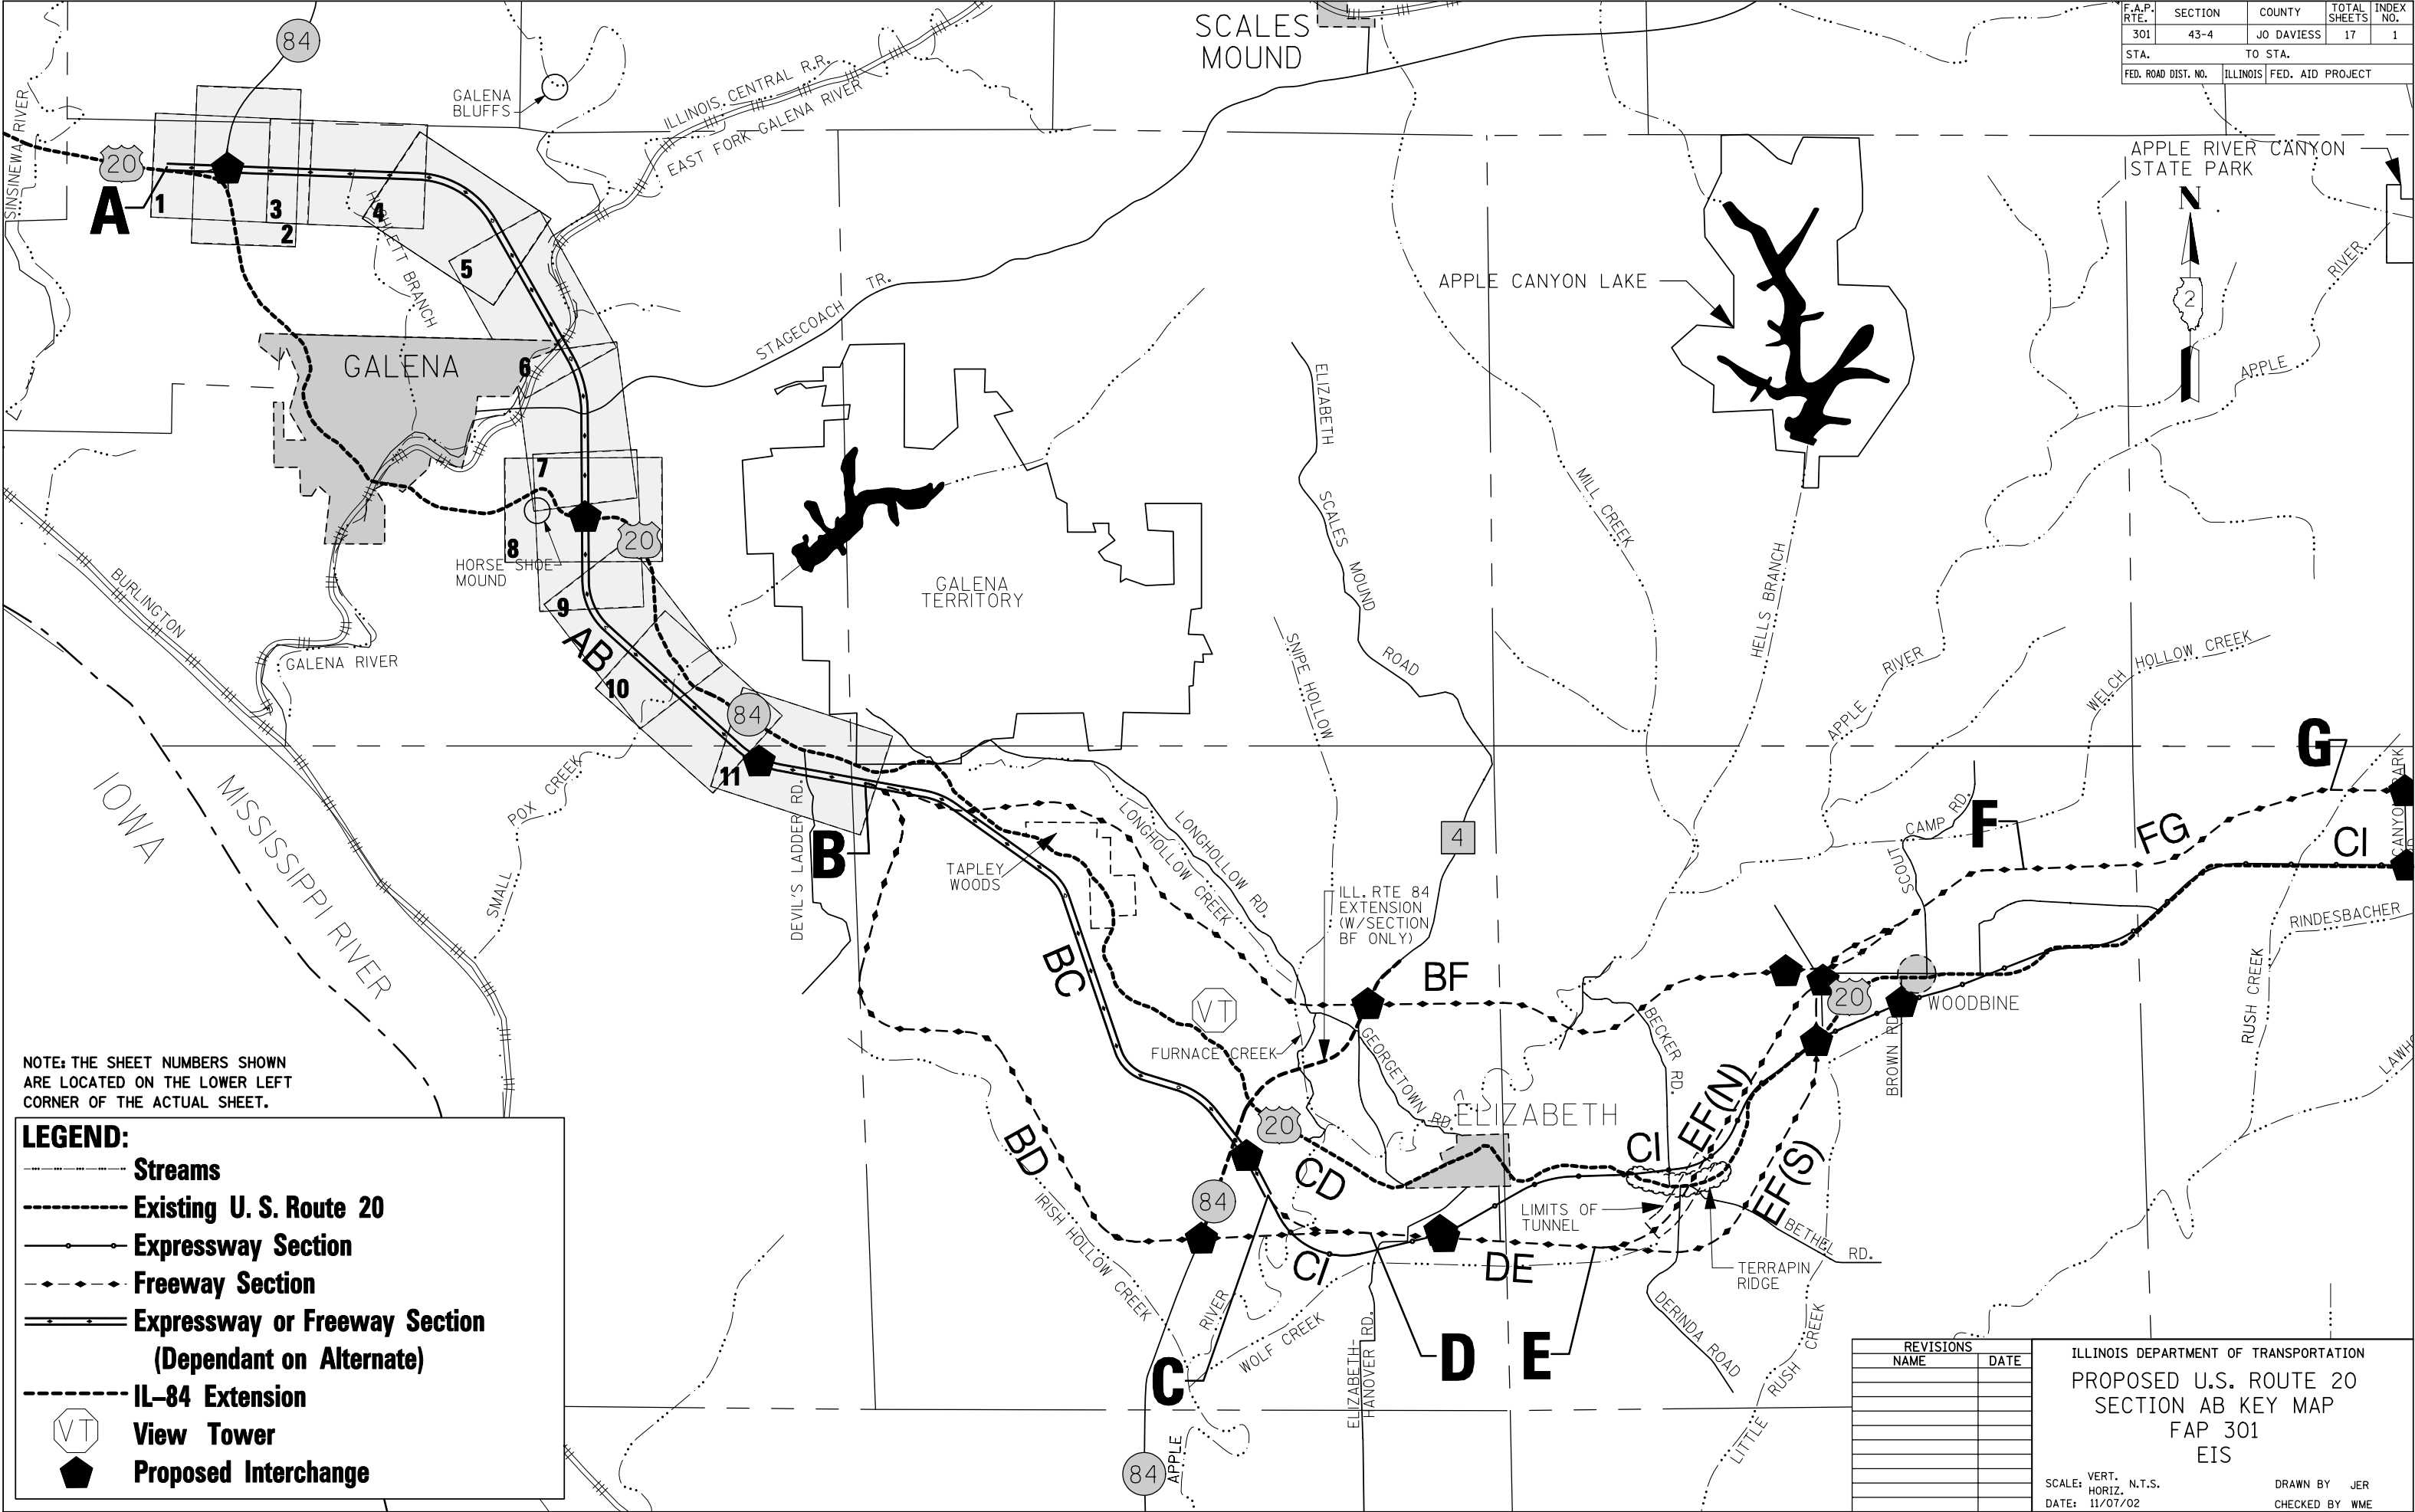 F.A.P. RTE. SECTION COUNTY TOTAL SHEETS INDEX NO.
301 43-4 JO DAVIESS 17 1
STA. TO STA.
FED. ROAD DIST. NO. ILLINOIS FED. AID PROJECT
SCALES
MOUND
84
GALENA
BLUFFS
ILLINOIS CENTRAL R.R.
EAST FORK GALENA RIVER
SINSINEWA RIVER
20
A
1
3
2
4
5
HUGHLETT BRANCH
APPLE RIVER CANYON
STATE PARK
N
2
APPLE CANYON LAKE
STAGECOACH TR.
GALENA
6
7
8
20
HORSE SHOE
MOUND
9
AB
10
84
11
GALENA
TERRITORY
ELIZABETH
SCALES MOUND
ROAD
SNIPE HOLLOW
MILL CREEK
HELLS BRANCH
APPLE RIVER
APPLE RIVER
WELCH HOLLOW CREEK
BURLINGTON
GALENA RIVER
IOWA
MISSISSIPPI RIVER
SMALL POX CREEK
DEVIL'S LADDER RD.
B
TAPLEY
WOODS
LONGHOLLOW RD.
LONGHOLLOW CREEK
4
ILL. RTE 84
EXTENSION
(W/SECTION
BF ONLY)
G
F
FG
CI
CANYON PARK
SCOUT CAMP RD.
RINDESBACHER
RUSH CREEK
BC
VT
BF
FURNACE CREEK
GEORGETOWN RD.
BECKER RD.
20
WOODBINE
BROWN RD.
ELIZABETH
20
CD
84
BD
IRISH HOLLOW CREEK
CI
EF(N)
EF(S)
LIMITS OF
TUNNEL
BETHEL RD.
TERRAPIN
RIDGE
CI
DE
C
D
E
APPLE RIVER
WOLF CREEK
ELIZABETH-
HANOVER RD.
DERINDA ROAD
LITTLE RUSH CREEK
84
NOTE: THE SHEET NUMBERS SHOWN
ARE LOCATED ON THE LOWER LEFT
CORNER OF THE ACTUAL SHEET.
LEGEND:
Streams
Existing U. S. Route 20
Expressway Section
Freeway Section
Expressway or Freeway Section
(Dependant on Alternate)
IL-84 Extension
VT View Tower
Proposed Interchange
REVISIONS
NAME DATE
ILLINOIS DEPARTMENT OF TRANSPORTATION
PROPOSED U.S. ROUTE 20
SECTION AB KEY MAP
FAP 301
EIS
SCALE: VERT. HORIZ. N.T.S.
DATE: 11/07/02
DRAWN BY JER
CHECKED BY WME